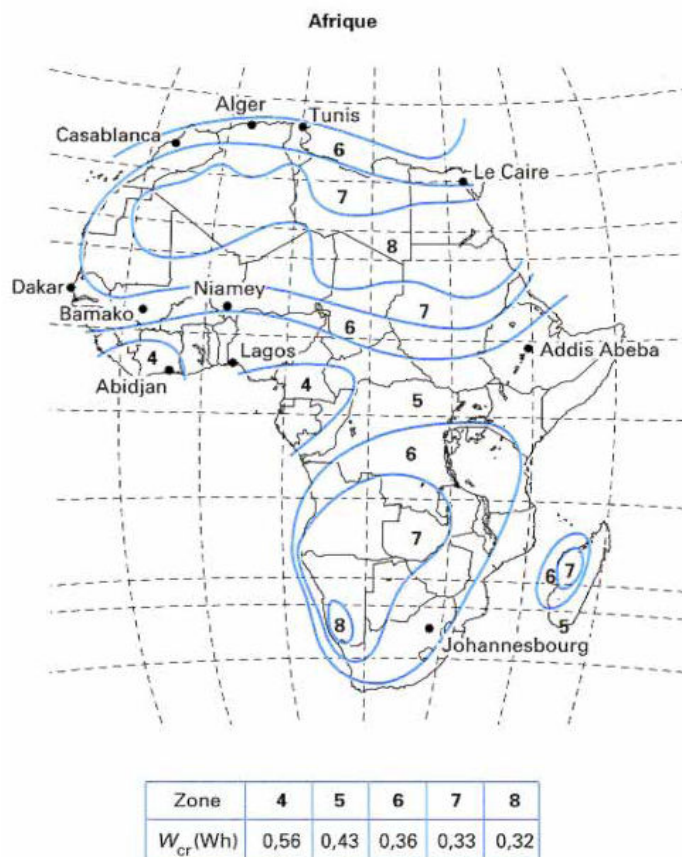 Afrique
Alger
Tunis
Casablanca
6
Le Caire
7
8
Dakar
Niamey
Bamako
7
6
Lagos
Addis Abeba
4
Abidjan
4
5
6
7
6 7
8
5
Johannesbourg
Zone 4 5 6 7 8
Wcr(Wh) 0,56 0,43 0,36 0,33 0,32